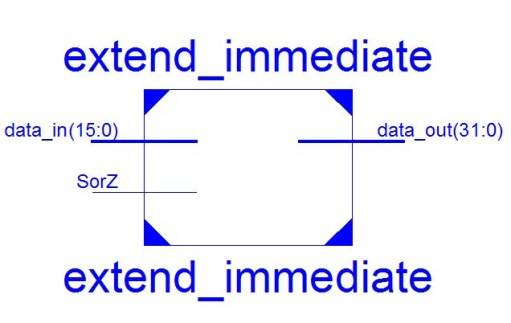 extend_immediate
data_in(15:0)
data_out(31:0)
SorZ
extend_immediate